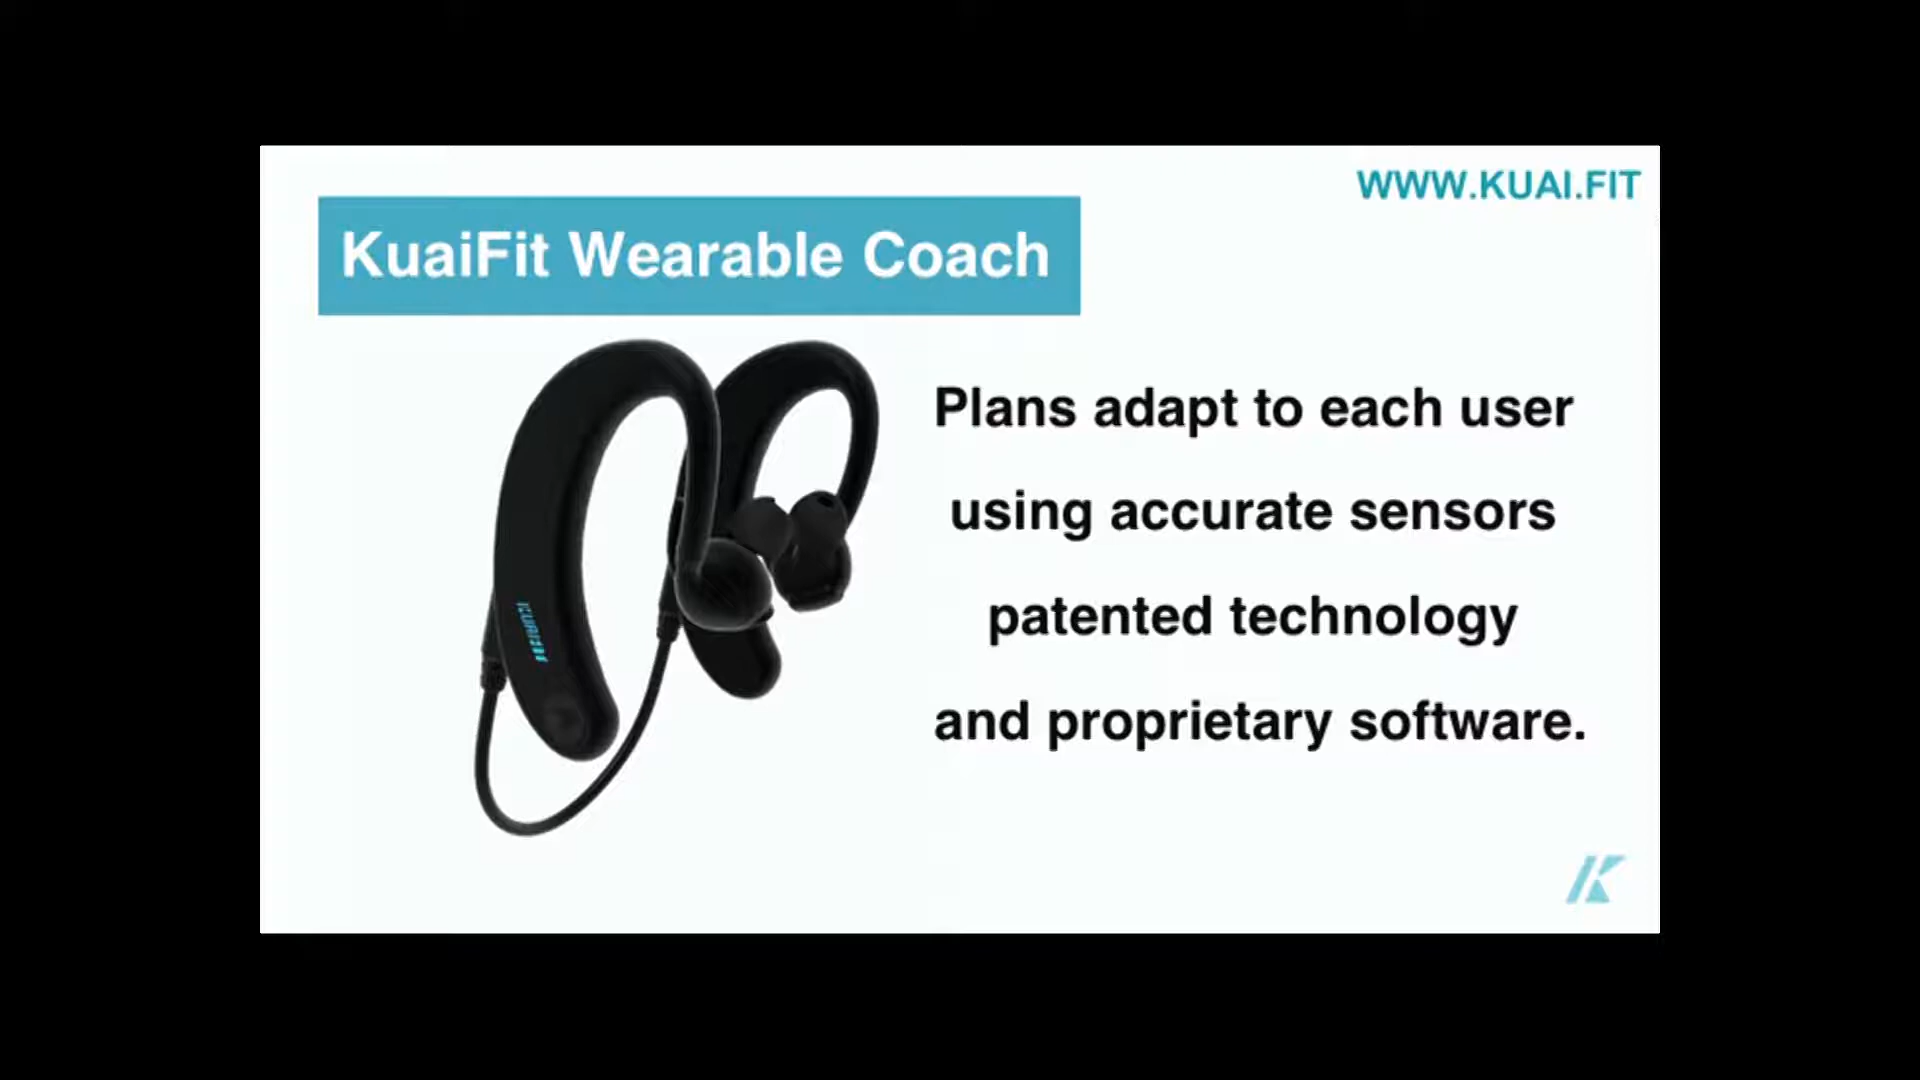 WWW.KUAI.FIT
KuaiFit Wearable Coach
Plans adapt to each user
using accurate sensors
patented technology
and proprietary software.
KUAIFIT
K